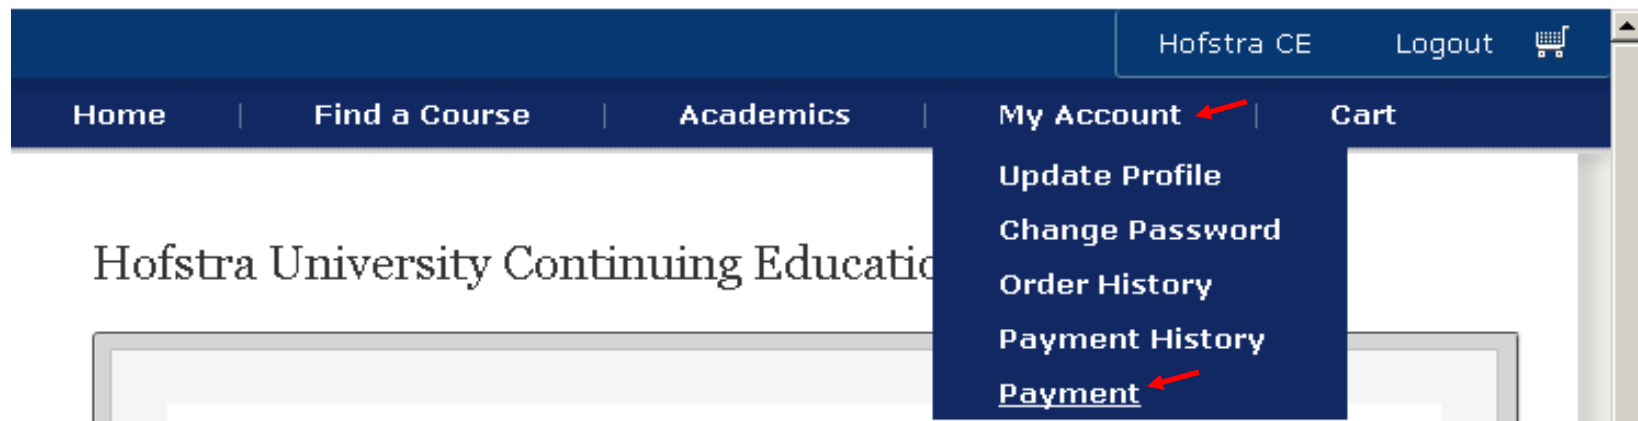 Hofstra CE Logout
Home | Find a Course | Academics | My Account | Cart
Update Profile
Change Password
Hofstra University Continuing Educatio
Order History
Payment History
Payment